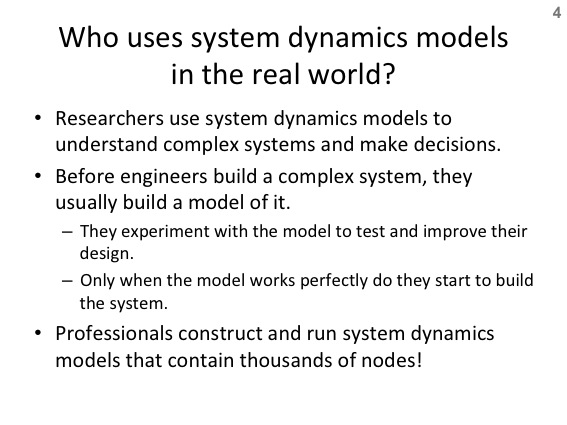 4
Who uses system dynamics models
in the real world?
• Researchers use system dynamics models to
understand complex systems and make decisions.
• Before engineers build a complex system, they
usually build a model of it.
– They experiment with the model to test and improve their
design.
– Only when the model works perfectly do they start to build
the system.
• Professionals construct and run system dynamics
models that contain thousands of nodes!